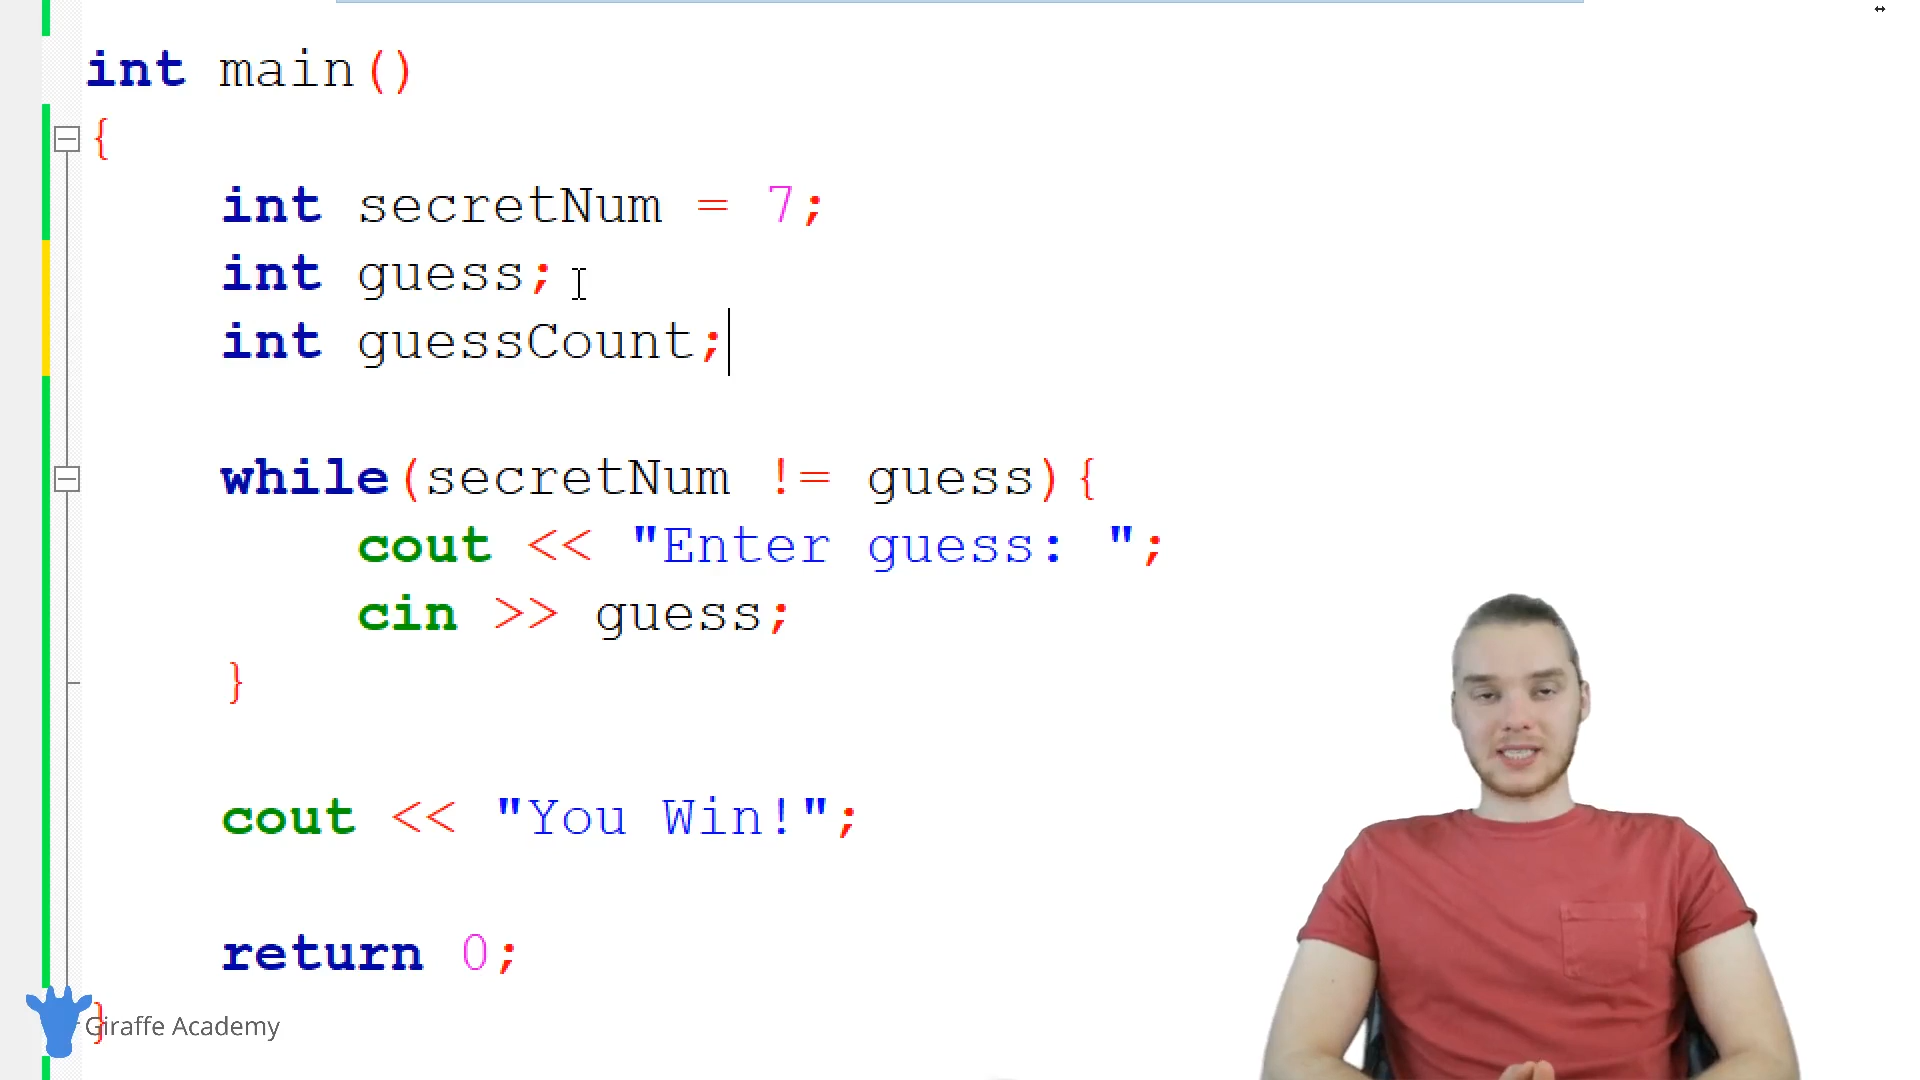 int main()
{
int secretNum = 7;
int guess;
int guessCount;
while(secretNum != guess){
cout << "Enter guess: ";
cin >> guess;
}
cout << "You Win!";
return 0;
}
Giraffe Academy